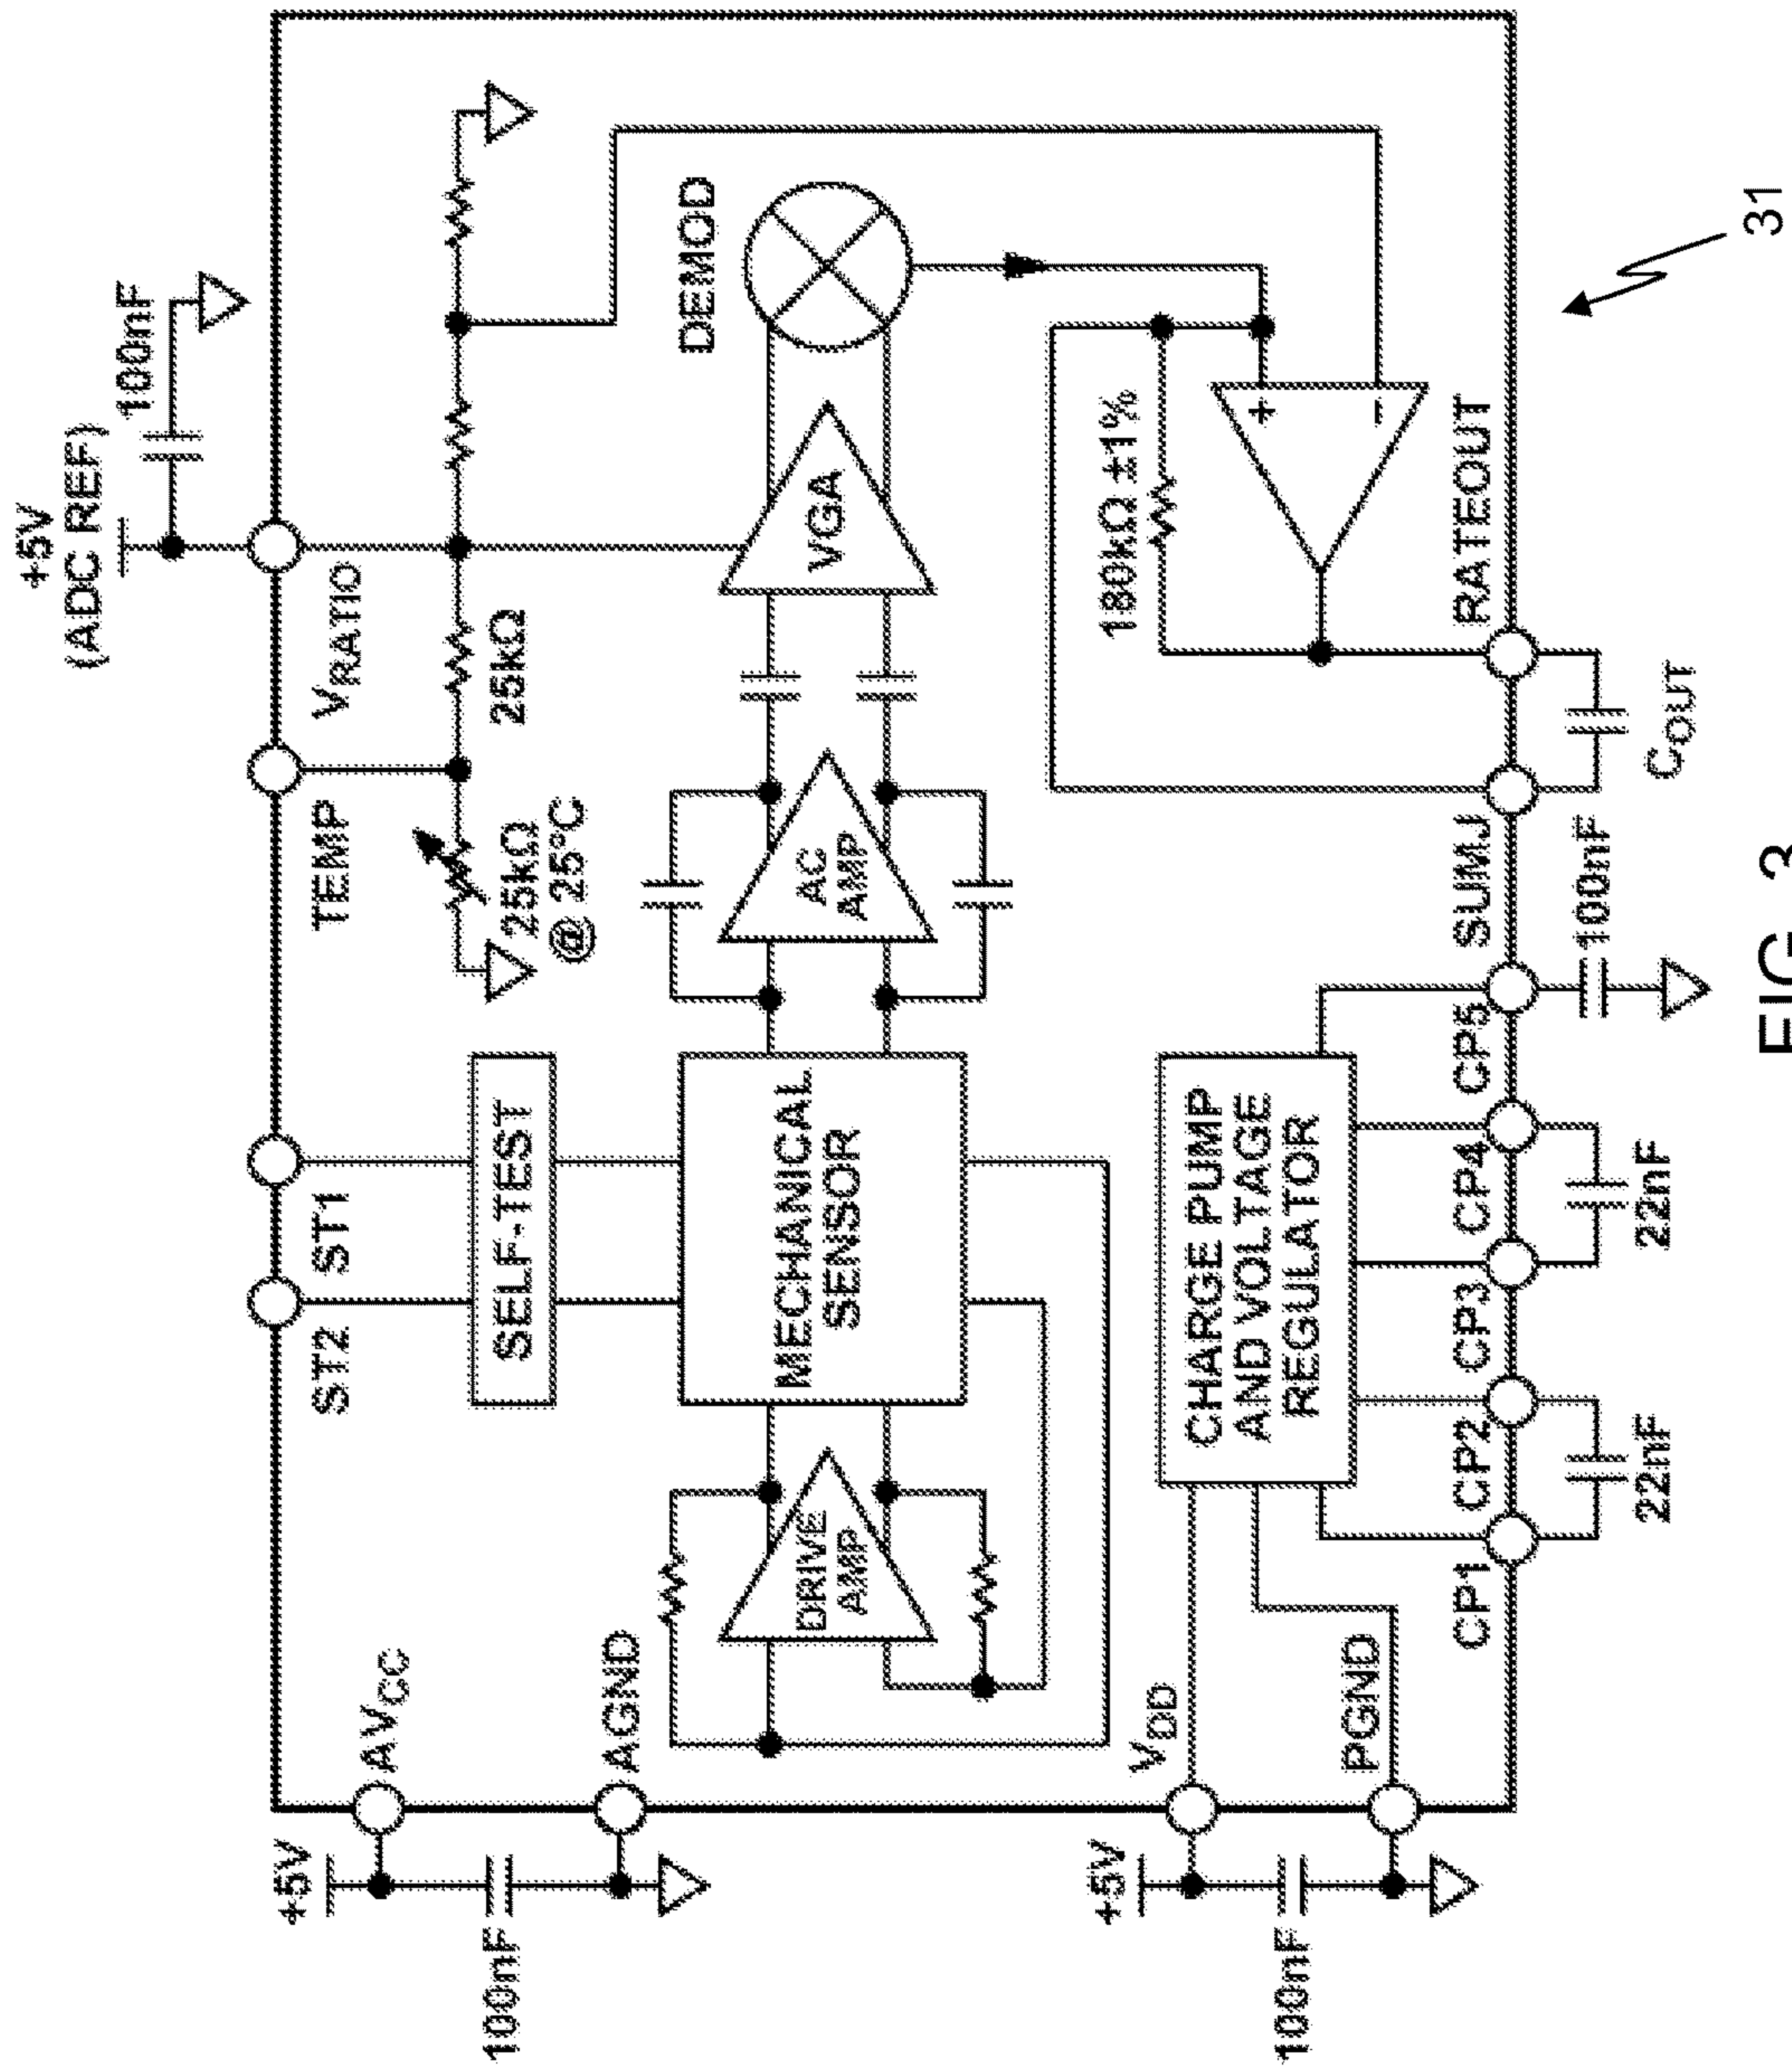 +5V
(ADC REF)
100nF
ST2
ST1
TEMP
VRATIO
+5V
AVCC
100nF
AGND
SELF-TEST
25kΩ
@ 25°C
25kΩ
DRIVE
AMP
MECHANICAL
SENSOR
AC
AMP
VGA
DEMOD
180kΩ ±1%
+
-
+5V
VDD
100nF
PGND
CHARGE PUMP
AND VOLTAGE
REGULATOR
CP1
CP2
CP3
CP4
CP5
SUMJ
RATEOUT
22nF
22nF
100nF
COUT
31
FIG. 3